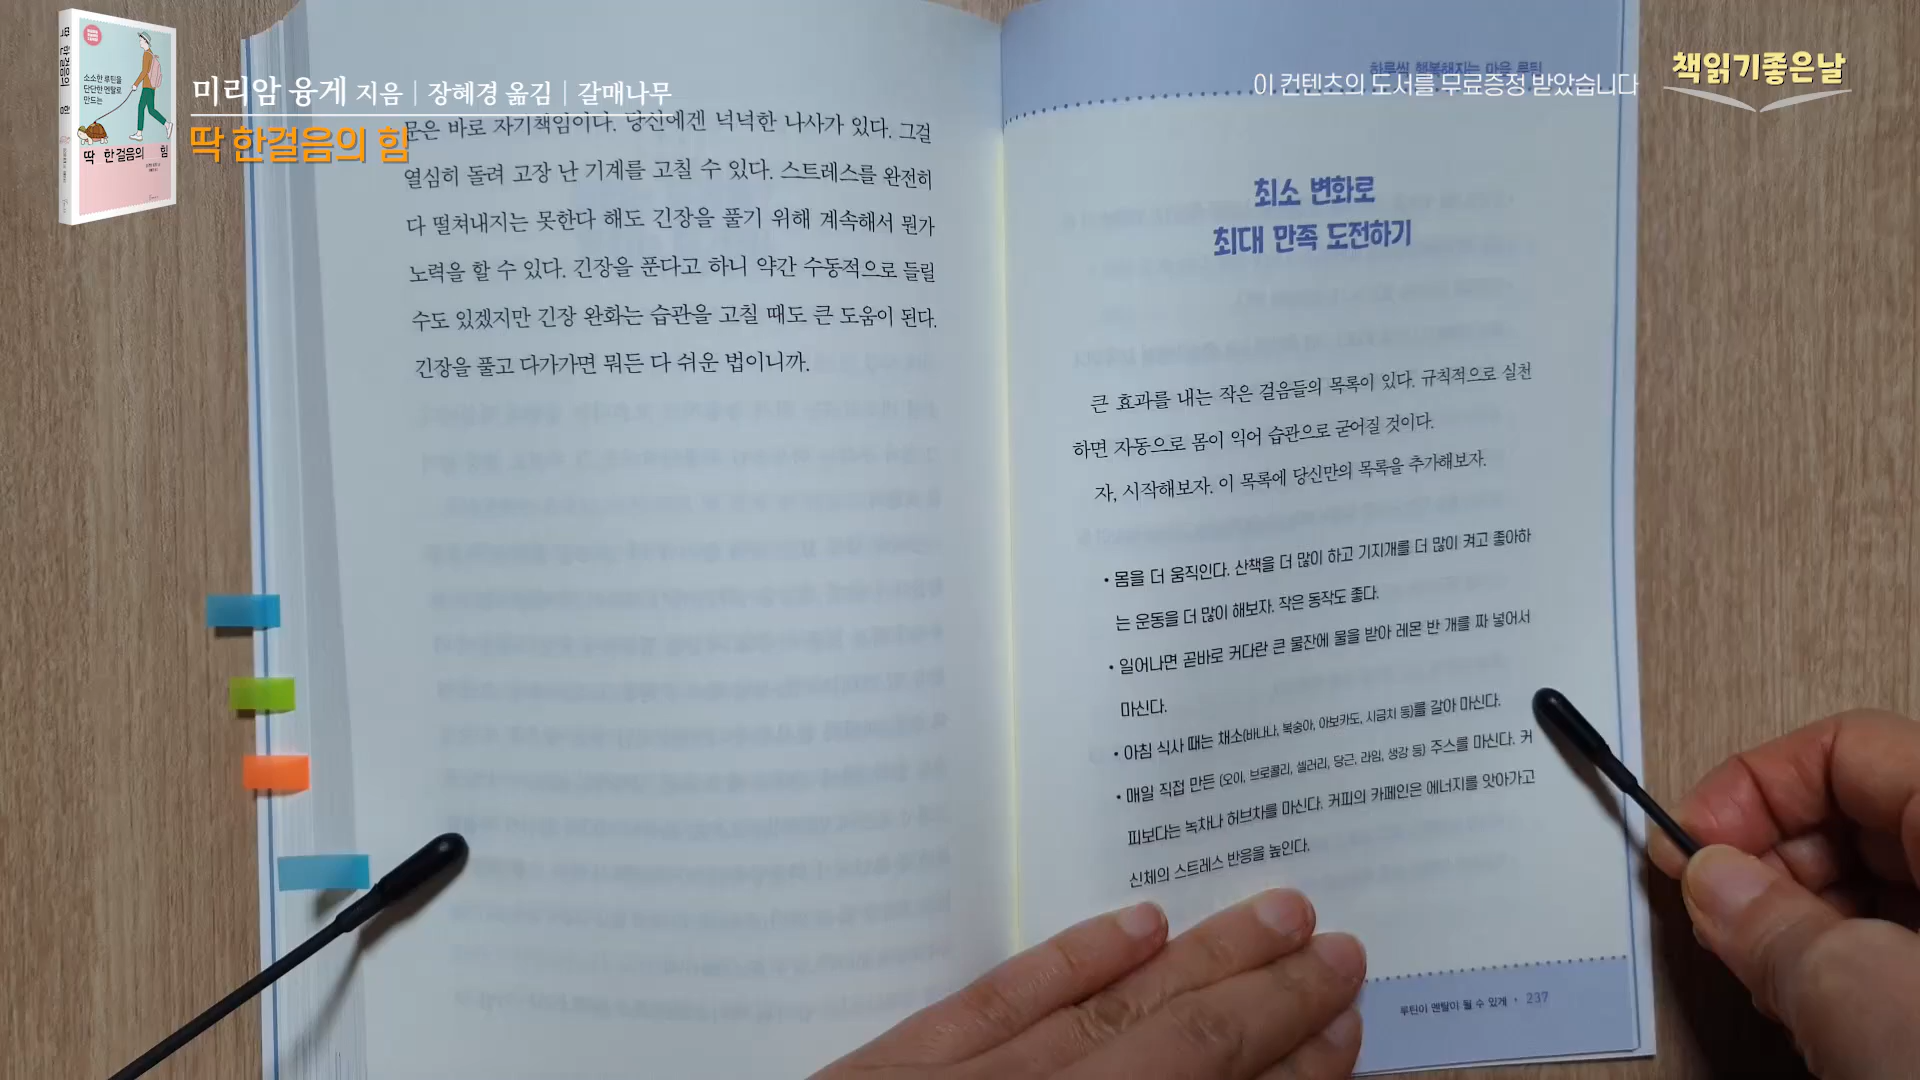 소소한 루틴을
단단한 멘탈로
만드는
딱 한 걸음의 힘
미리암 융게 지음 | 장혜경 옮김 | 갈매나무
딱 한걸음의 힘
이 컨텐츠의 도서를 무료증정 받았습니다
책읽기좋은날
문은 바로 자기책임이다. 당신에겐 넉넉한 나사가 있다. 그걸
열심히 돌려 고장 난 기계를 고칠 수 있다. 스트레스를 완전히
다 떨쳐내지는 못한다 해도 긴장을 풀기 위해 계속해서 뭔가
노력을 할 수 있다. 긴장을 푼다고 하니 약간 수동적으로 들릴
수도 있겠지만 긴장 완화는 습관을 고칠 때도 큰 도움이 된다.
긴장을 풀고 다가가면 뭐든 다 쉬운 법이니까.
하루씩 행복해지는 마음 루틴
최소 변화로
최대 만족 도전하기
큰 효과를 내는 작은 걸음들의 목록이 있다. 규칙적으로 실천
하면 자동으로 몸이 익어 습관으로 굳어질 것이다.
자, 시작해보자. 이 목록에 당신만의 목록을 추가해보자.
• 몸을 더 움직인다. 산책을 더 많이 하고 기지개를 더 많이 켜고 좋아하
는 운동을 더 많이 해보자. 작은 동작도 좋다.
• 일어나면 곧바로 커다란 큰 물잔에 물을 받아 레몬 반 개를 짜 넣어서
마신다.
• 아침 식사 때는 채소(바나나, 복숭아, 아보카도, 시금치 등)를 갈아 마신다.
• 매일 직접 만든 (오이, 브로콜리, 셀러리, 당근, 라임, 생강 등) 주스를 마신다. 커
피보다는 녹차나 허브차를 마신다. 커피의 카페인은 에너지를 앗아가고
신체의 스트레스 반응을 높인다.
루틴이 멘탈이 될 수 있게 • 237